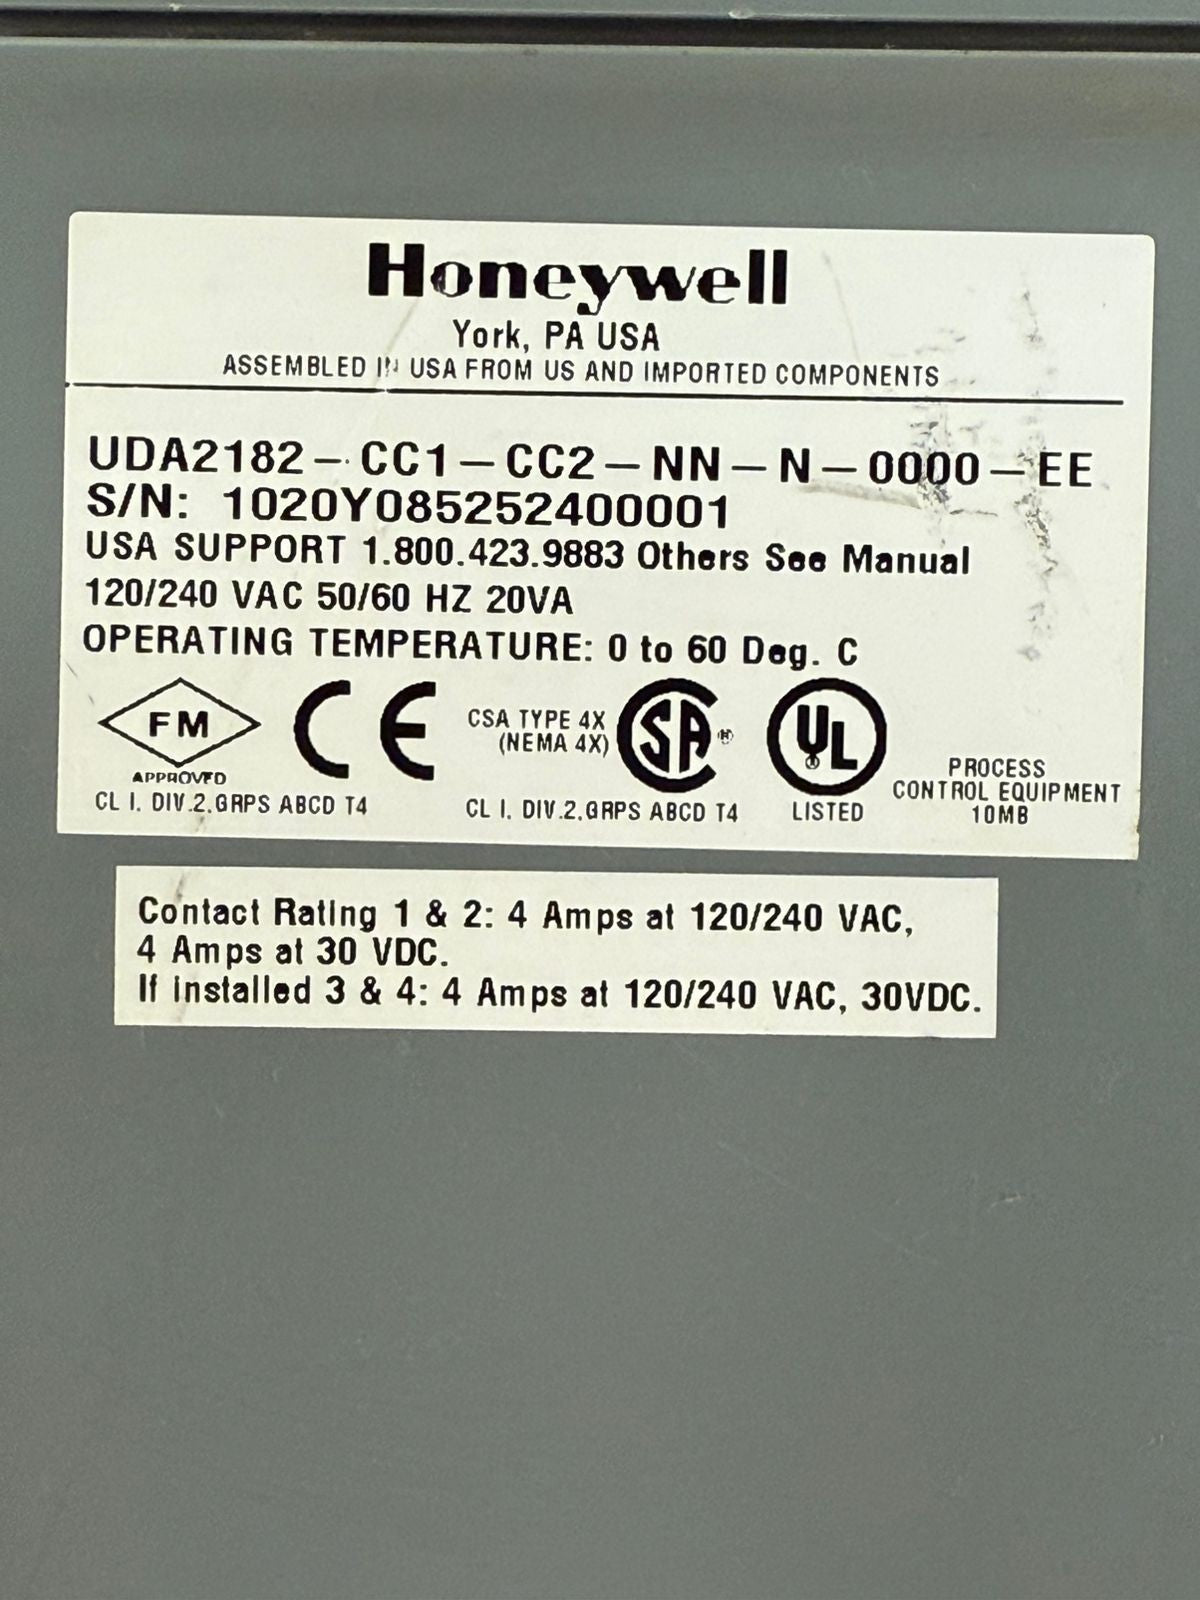 Honeywell
York, PA USA
ASSEMBLED IN USA FROM US AND IMPORTED COMPONENTS
UDA2182-CC1-CC2-NN-N-0000-EE
S/N: 1020Y085252400001
USA SUPPORT 1.800.423.9883 Others See Manual
120/240 VAC 50/60 HZ 20VA
OPERATING TEMPERATURE: 0 to 60 Deg. C
FM
APPROVED
CL I. DIV.2.GRPS ABCD T4
CE
CSA TYPE 4X
(NEMA 4X)
SA®
CL I. DIV.2.GRPS ABCD T4
UL®
LISTED
PROCESS
CONTROL EQUIPMENT
10MB
Contact Rating 1 & 2: 4 Amps at 120/240 VAC,
4 Amps at 30 VDC.
If installed 3 & 4: 4 Amps at 120/240 VAC, 30VDC.